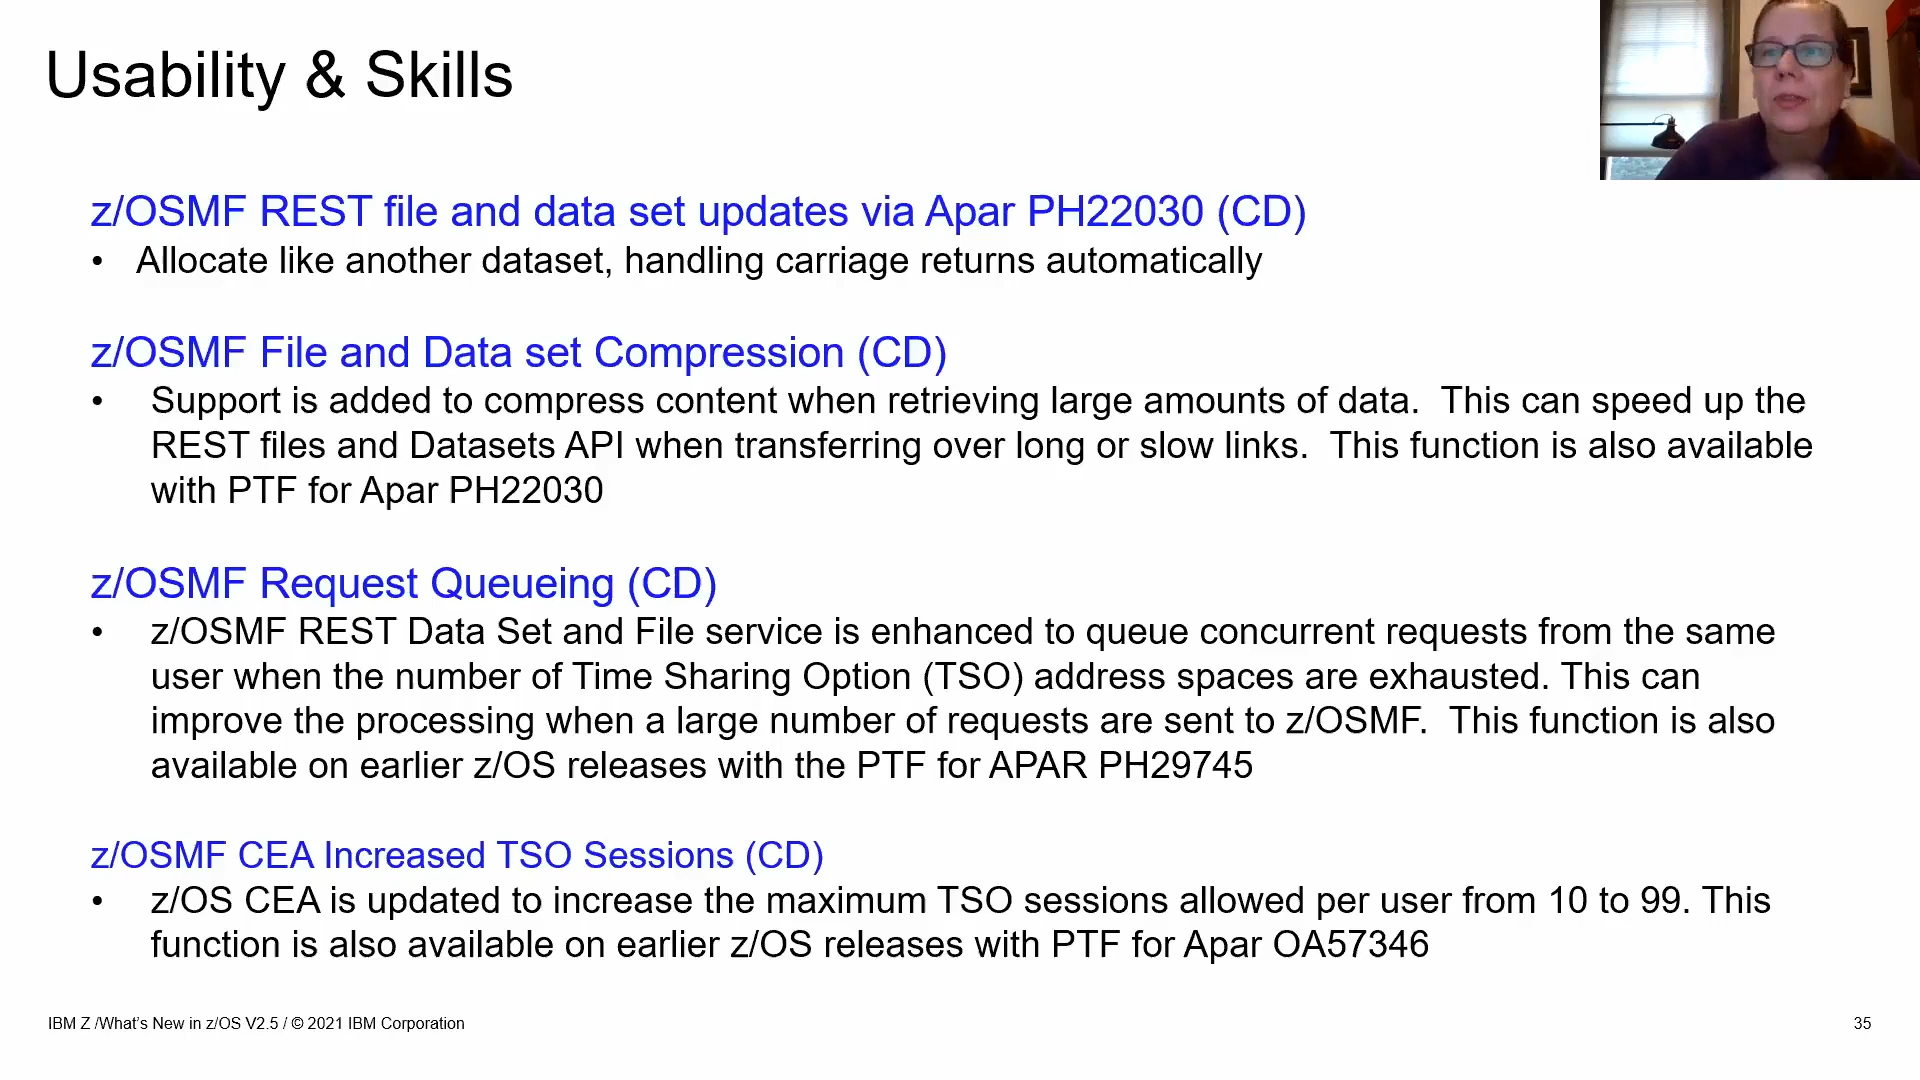 Usability & Skills
z/OSMF REST file and data set updates via Apar PH22030 (CD)
• Allocate like another dataset, handling carriage returns automatically
z/OSMF File and Data set Compression (CD)
• Support is added to compress content when retrieving large amounts of data.  This can speed up the
REST files and Datasets API when transferring over long or slow links.  This function is also available
with PTF for Apar PH22030
z/OSMF Request Queueing (CD)
• z/OSMF REST Data Set and File service is enhanced to queue concurrent requests from the same
user when the number of Time Sharing Option (TSO) address spaces are exhausted. This can
improve the processing when a large number of requests are sent to z/OSMF.  This function is also
available on earlier z/OS releases with the PTF for APAR PH29745
z/OSMF CEA Increased TSO Sessions (CD)
• z/OS CEA is updated to increase the maximum TSO sessions allowed per user from 10 to 99. This
function is also available on earlier z/OS releases with PTF for Apar OA57346
IBM Z /What’s New in z/OS V2.5 / © 2021 IBM Corporation
35